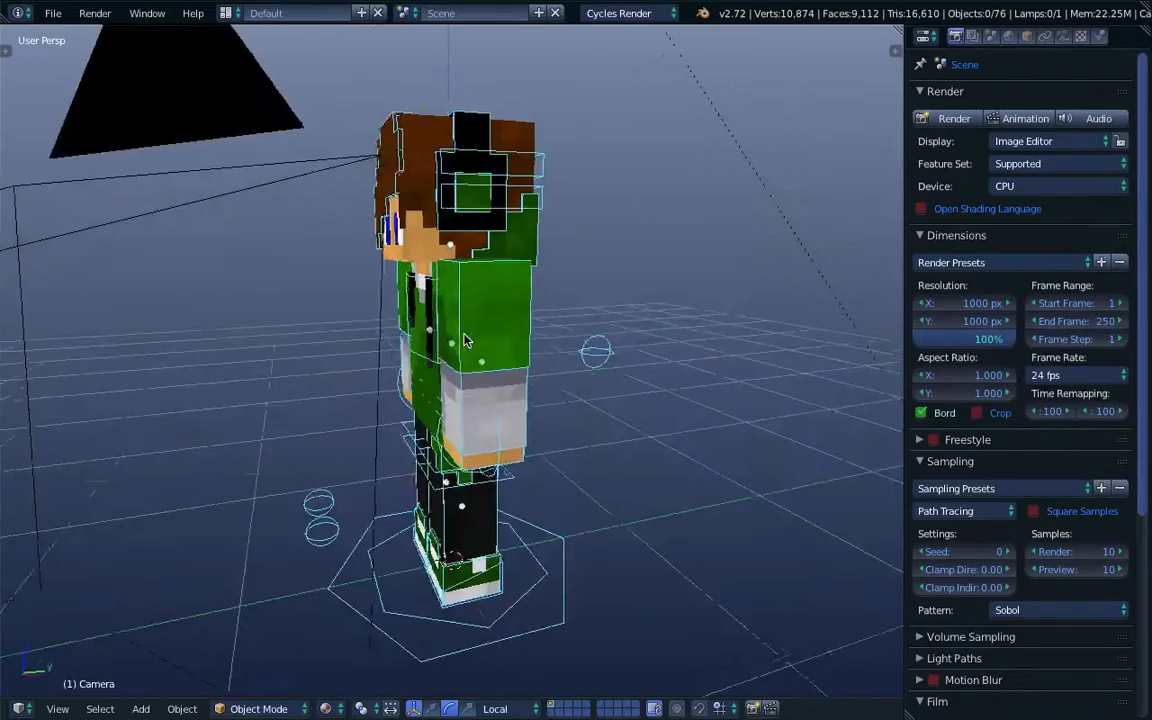 File Render Window Help Default Scene Cycles Render v2.72 | Verts:10,874 | Faces:9,112 | Tris:16,610 | Objects:0/76 | Lamps:0/1 | Mem:22.25M | Ca
User Persp
Scene
Render
Render Animation Audio
Display: Image Editor
Feature Set: Supported
Device: CPU
Open Shading Language
Dimensions
Render Presets
Resolution: Frame Range:
X: 1000 px Start Frame: 1
Y: 1000 px End Frame: 250
100% Frame Step: 1
Aspect Ratio: Frame Rate:
X: 1.000 24 fps
Y: 1.000 Time Remapping:
Bord Crop :100 :100
Freestyle
Sampling
Sampling Presets
Path Tracing Square Samples
Settings: Samples:
Seed: 0 Render: 10
Clamp Dire: 0.00 Preview: 10
Clamp Indir: 0.00
Pattern: Sobol
Volume Sampling
Light Paths
Motion Blur
Film
y
(1) Camera
View Select Add Object Object Mode Local